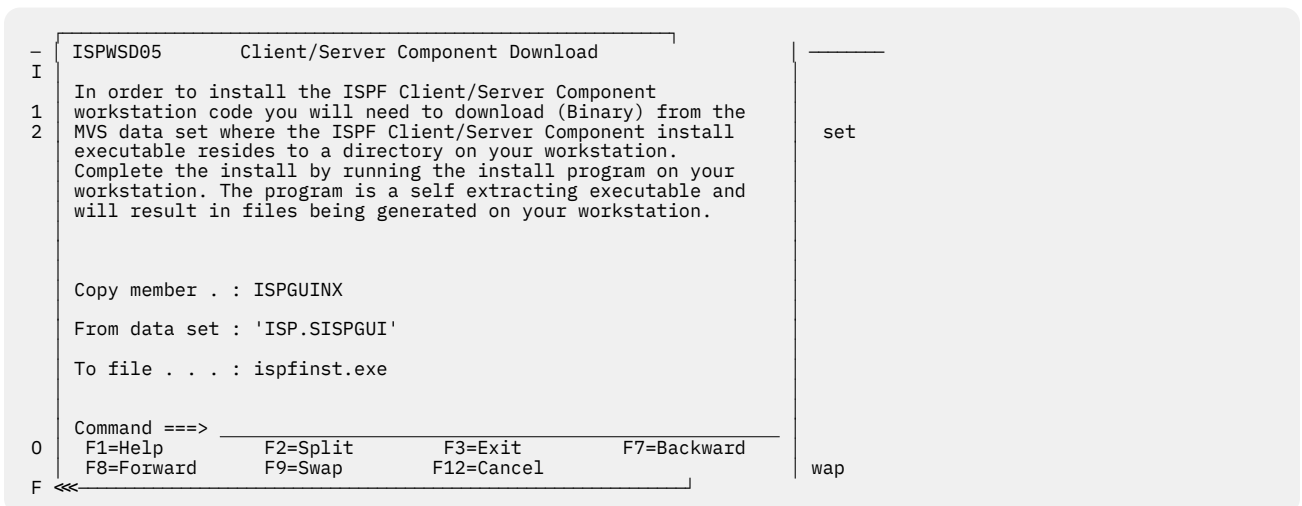 ISPWSD05 Client/Server Component Download
I
In order to install the ISPF Client/Server Component
1 workstation code you will need to download (Binary) from the
2 MVS data set where the ISPF Client/Server Component install set
executable resides to a directory on your workstation.
Complete the install by running the install program on your
workstation. The program is a self extracting executable and
will result in files being generated on your workstation.
Copy member . : ISPGUINX
From data set : 'ISP.SISPGUI'
To file . . . : ispfinst.exe
Command ===>
O F1=Help F2=Split F3=Exit F7=Backward
F8=Forward F9=Swap F12=Cancel wap
F <<<